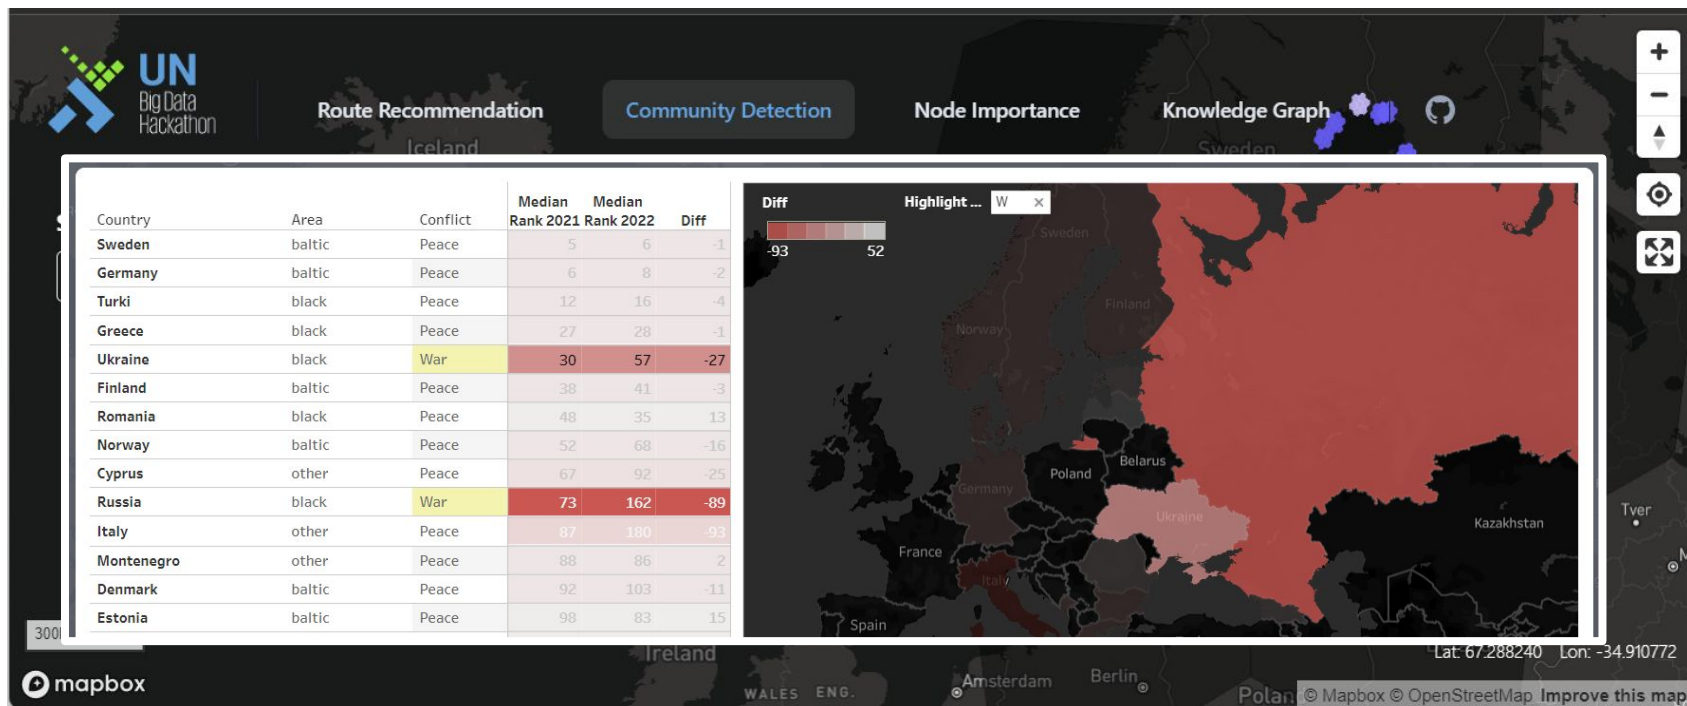 UN
Big Data
Hackathon
Route Recommendation
Community Detection
Node Importance
Knowledge Graph
Iceland
Sweden
Country Area Conflict Median Rank 2021 Median Rank 2022 Diff
Sweden baltic Peace 5 6 -1
Germany baltic Peace 6 8 -2
Turki black Peace 12 16 -4
Greece black Peace 27 28 -1
Ukraine black War 30 57 -27
Finland baltic Peace 38 41 -3
Romania black Peace 48 35 13
Norway baltic Peace 52 68 -16
Cyprus other Peace 67 92 -25
Russia black War 73 162 -89
Italy other Peace 87 180 -93
Montenegro other Peace 88 86 2
Denmark baltic Peace 92 103 -11
Estonia baltic Peace 98 83 15
Diff
-93 52
Highlight ... W ×
Sweden
Finland
Norway
Belarus
Poland
Germany
Ukraine
Kazakhstan
France
Italy
Spain
Tver
300
Ireland
Lat: 67.288240 Lon: -34.910772
mapbox
WALES ENG.
Amsterdam
Berlin
© Mapbox © OpenStreetMap Improve this map